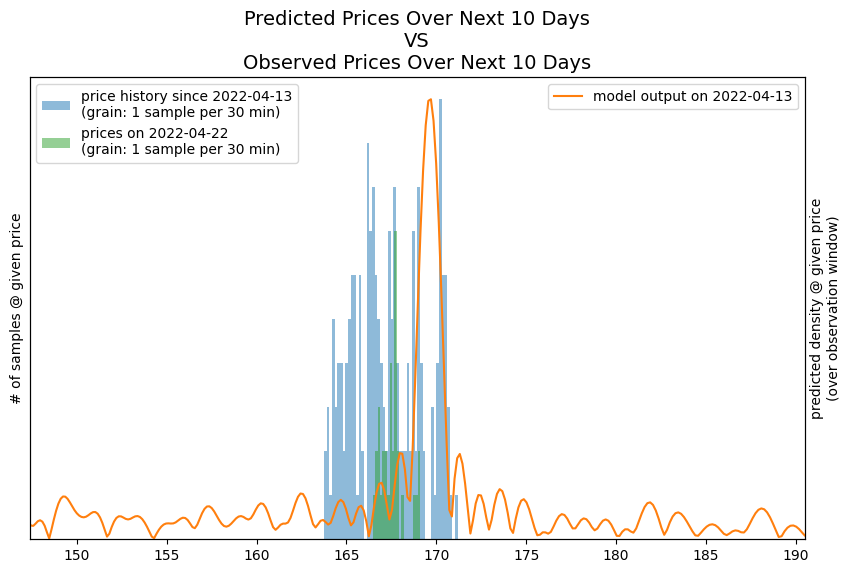 Predicted Prices Over Next 10 Days
VS
Observed Prices Over Next 10 Days
price history since 2022-04-13
(grain: 1 sample per 30 min)
prices on 2022-04-22
(grain: 1 sample per 30 min)
model output on 2022-04-13
# of samples @ given price
predicted density @ given price
(over observation window)
150 155 160 165 170 175 180 185 190